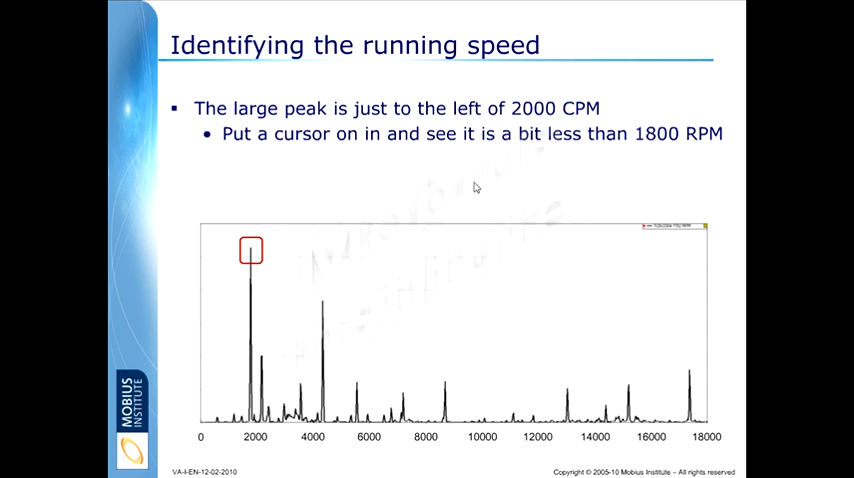 Identifying the running speed
▪ The large peak is just to the left of 2000 CPM
• Put a cursor on in and see it is a bit less than 1800 RPM
0 2000 4000 6000 8000 10000 12000 14000 16000 18000
MOBIUS
INSTITUTE
VA-I-EN-12-02-2010
Copyright © 2005-10 Mobius Institute – All rights reserved